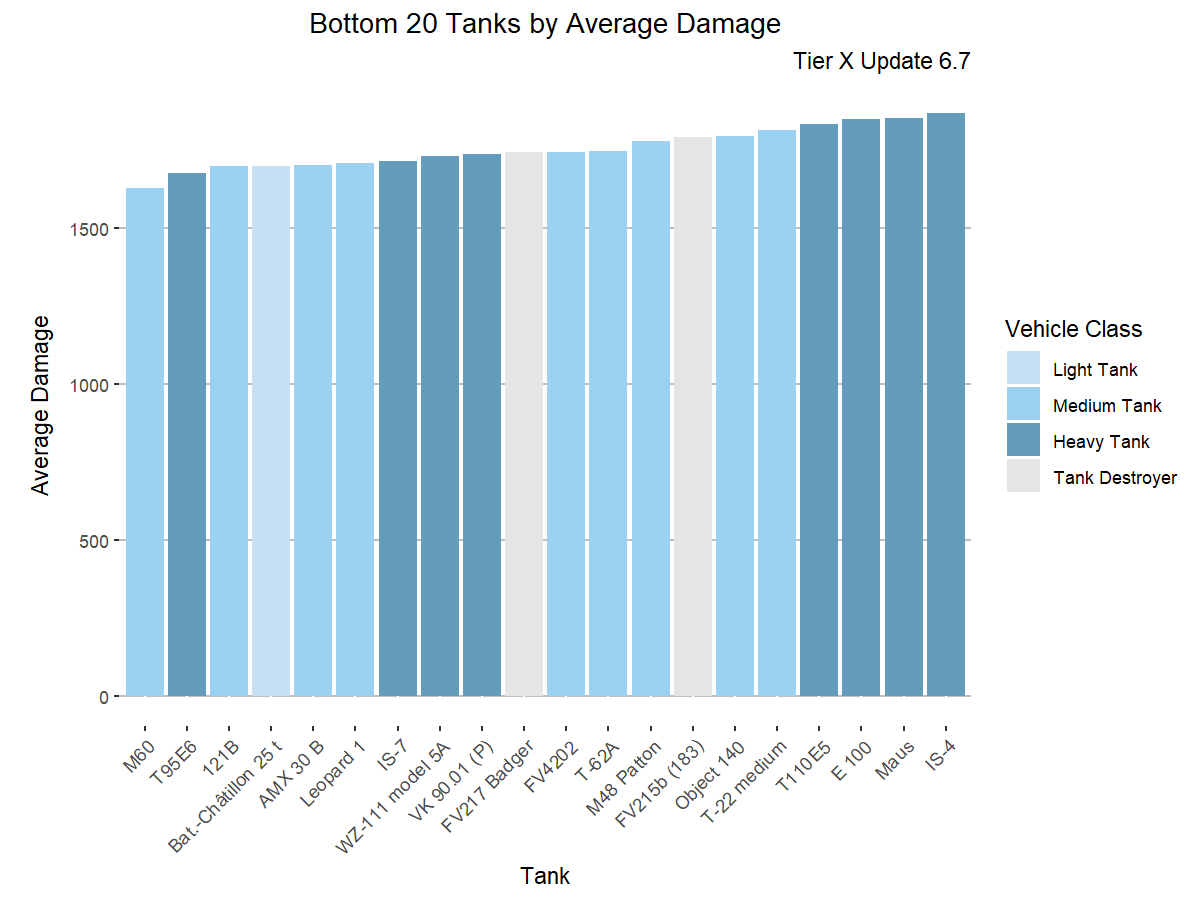 Bottom 20 Tanks by Average Damage
Tier X Update 6.7
Average Damage
1500
1000
500
0
M60
T95E6
121B
Bat.-Châtillon 25 t
AMX 30 B
Leopard 1
IS-7
WZ-111 model 5A
VK 90.01 (P)
FV217 Badger
FV4202
T-62A
M48 Patton
FV215b (183)
Object 140
T-22 medium
T110E5
E 100
Maus
IS-4
Tank
Vehicle Class
Light Tank
Medium Tank
Heavy Tank
Tank Destroyer